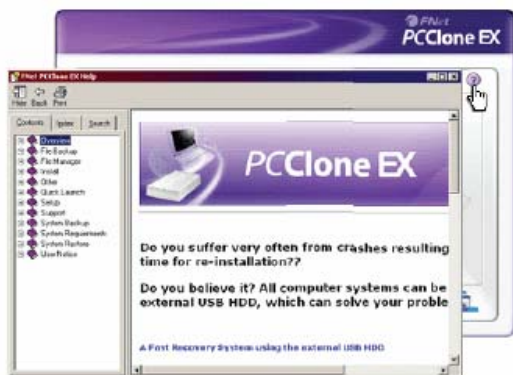 FNet
PCClone EX
FNet PCClone EX Help
Hide Back Print
Contents Index Search
Overview
File Backup
File Manager
Install
Other
Quick Launch
Setup
Support
System Backup
System Requirements
System Restore
User Notice
PCClone EX
Do you suffer very often from crashes resulting
time for re-installation??
Do you believe it? All computer systems can be
external USB HDD, which can solve your proble
A Fast Recovery System using the external USB HDD
?